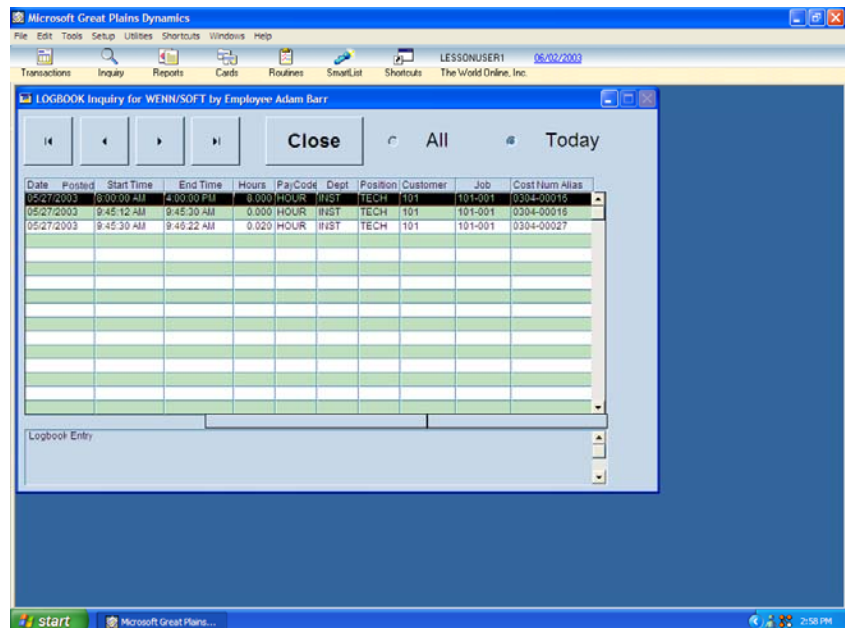 Microsoft Great Plains Dynamics
File Edit Tools Setup Utilities Shortcuts Windows Help
LESSONUSER1 06/02/2003
Transactions Inquiry Reports Cards Routines SmartList Shortcuts The World Online, Inc.
LOGBOOK Inquiry for WENN/SOFT by Employee Adam Barr
Close All Today
Date Posted Start Time End Time Hours PayCode Dept Position Customer Job Cost Num Alias
05/27/2003 8:00:00 AM 4:00:00 PM 8.000 HOUR INST TECH 101 101-001 0304-00015
05/27/2003 9:45:12 AM 9:45:30 AM 0.000 HOUR INST TECH 101 101-001 0304-00015
05/27/2003 9:45:30 AM 9:46:22 AM 0.020 HOUR INST TECH 101 101-001 0304-00027
Logbook Entry
start Microsoft Great Plains... 2:58 PM